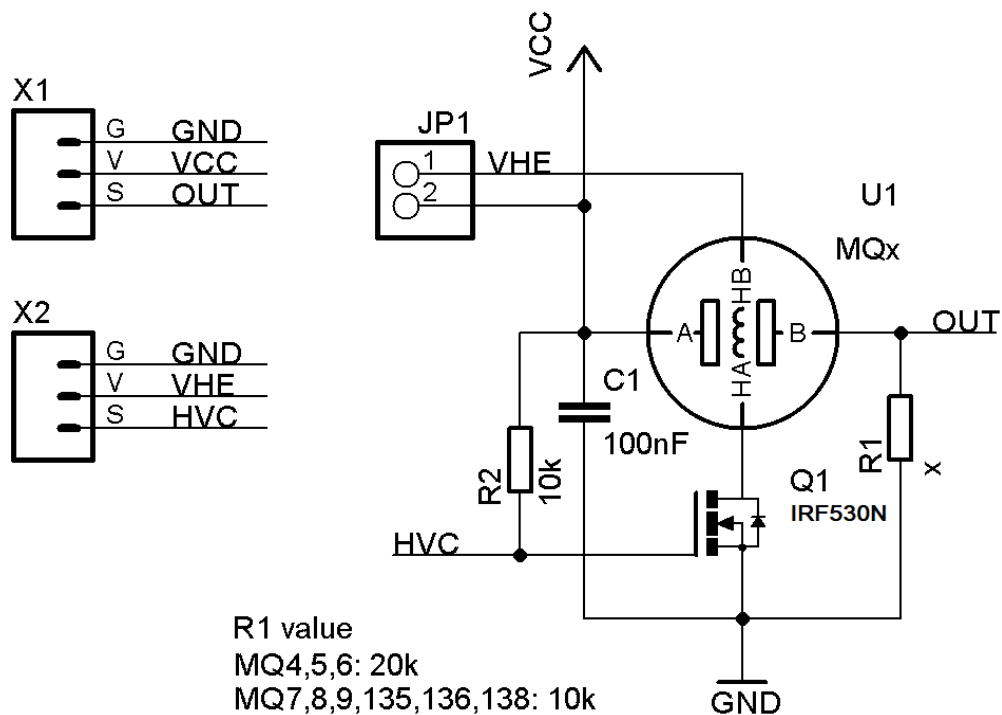 VCC
X1
G GND
V VCC
S OUT
JP1
1 VHE
2
U1
MQx
HB
A B
HA
OUT
X2
G GND
V VHE
S HVC
C1
100nF
R2
10k
R1
x
Q1
IRF530N
HVC
GND
R1 value
MQ4,5,6: 20k
MQ7,8,9,135,136,138: 10k